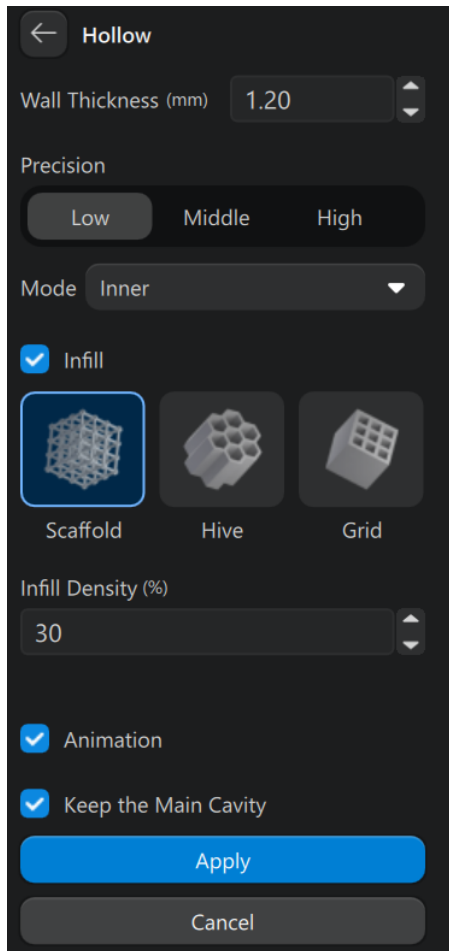 Hollow
Wall Thickness (mm) 1.20
Precision
Low Middle High
Mode Inner
Infill
Scaffold Hive Grid
Infill Density (%)
30
Animation
Keep the Main Cavity
Apply
Cancel